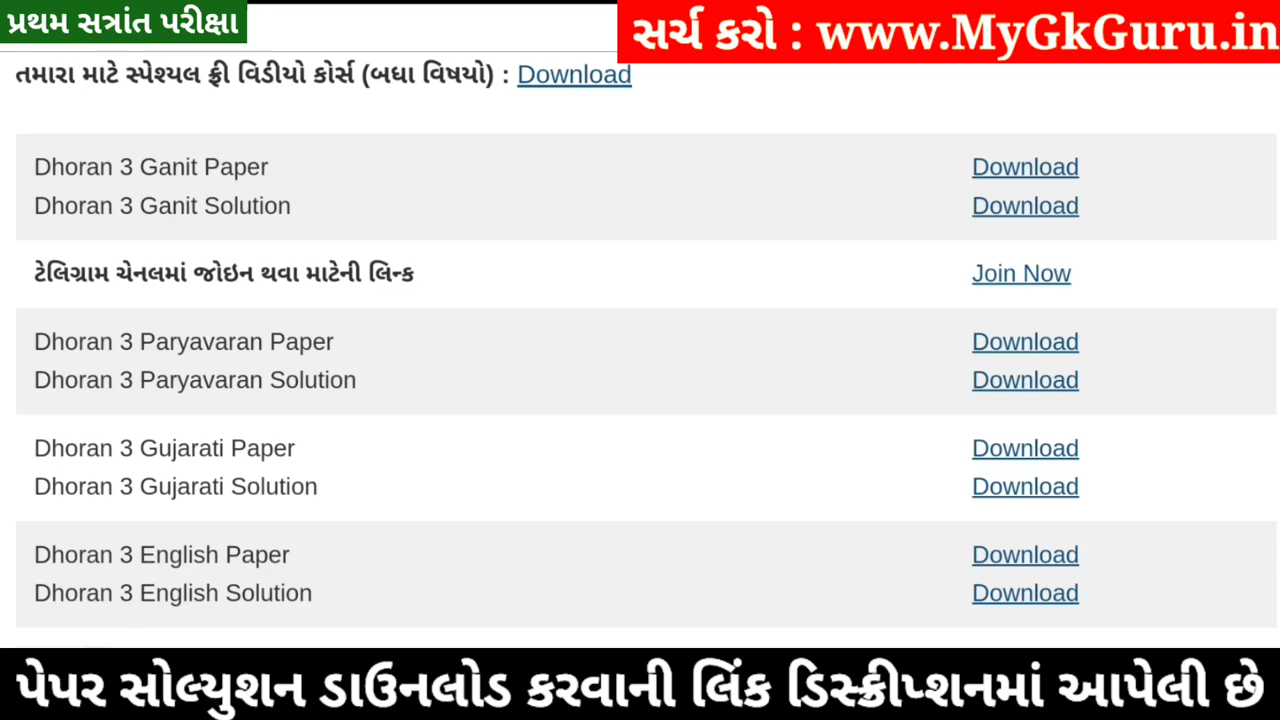 પ્રથમ સત્રાંત પરીક્ષા
સર્ચ કરો : www.MyGkGuru.in
તમારા માટે સ્પેશ્યલ ફ્રી વિડીયો કોર્સ (બધા વિષયો) : Download
Dhoran 3 Ganit Paper Download
Dhoran 3 Ganit Solution Download
ટેલિગ્રામ ચેનલમાં જોઇન થવા માટેની લિન્ક Join Now
Dhoran 3 Paryavaran Paper Download
Dhoran 3 Paryavaran Solution Download
Dhoran 3 Gujarati Paper Download
Dhoran 3 Gujarati Solution Download
Dhoran 3 English Paper Download
Dhoran 3 English Solution Download
પેપર સોલ્યુશન ડાઉનલોડ કરવાની લિંક ડિસ્ક્રીપ્શનમાં આપેલી છે